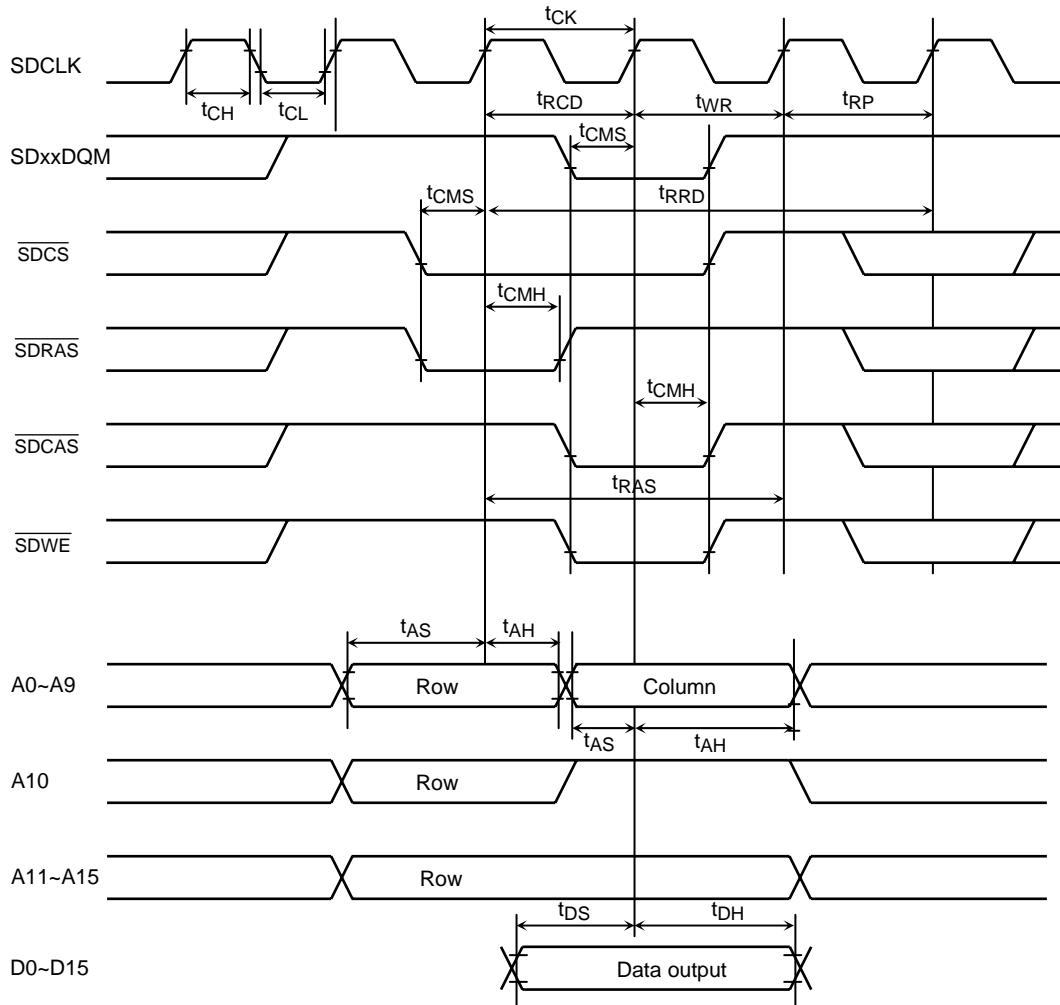 tCK
SDCLK
tCH
tCL
tRCD
tWR
tRP
SDxxDQM
tCMS
tCMS
tRRD
SDCS
tCMH
SDRAS
tCMH
SDCAS
tRAS
SDWE
tAS
tAH
A0~A9
Row
Column
tAS
tAH
A10
Row
A11~A15
Row
tDS
tDH
D0~D15
Data output